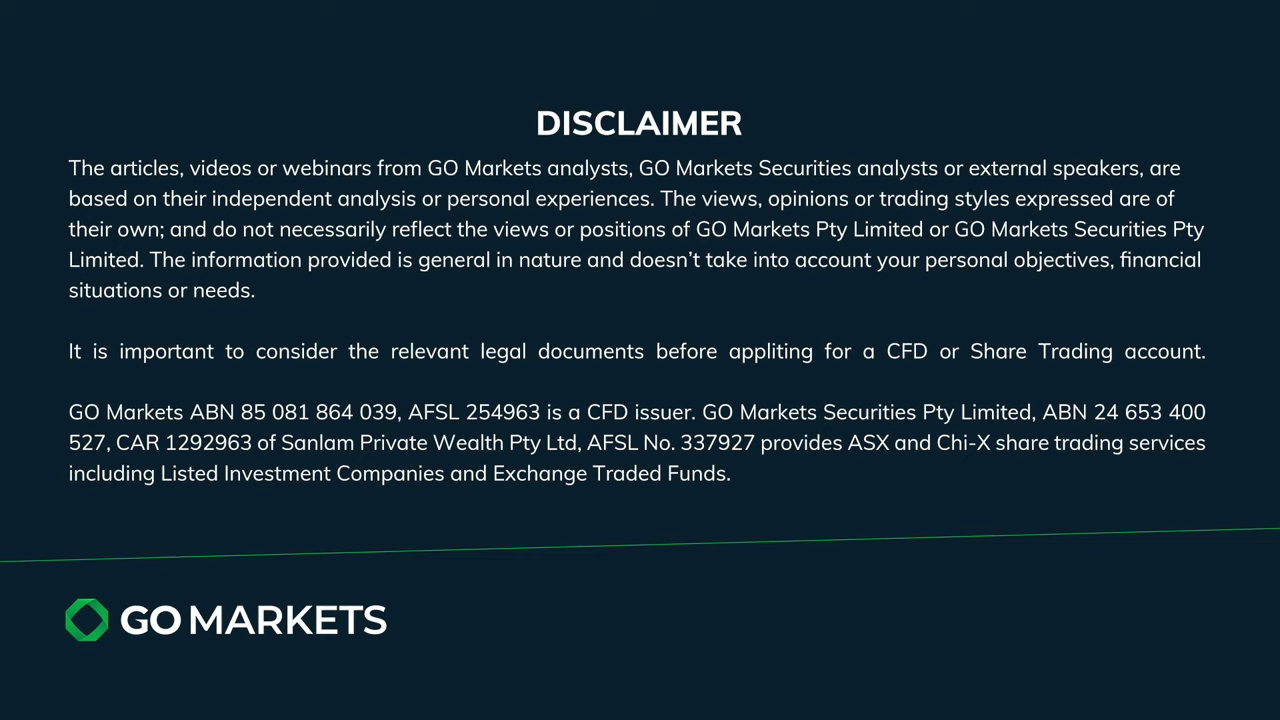 DISCLAIMER
The articles, videos or webinars from GO Markets analysts, GO Markets Securities analysts or external speakers, are
based on their independent analysis or personal experiences. The views, opinions or trading styles expressed are of
their own; and do not necessarily reflect the views or positions of GO Markets Pty Limited or GO Markets Securities Pty
Limited. The information provided is general in nature and doesn’t take into account your personal objectives, financial
situations or needs.
It is important to consider the relevant legal documents before appliting for a CFD or Share Trading account.
GO Markets ABN 85 081 864 039, AFSL 254963 is a CFD issuer. GO Markets Securities Pty Limited, ABN 24 653 400
527, CAR 1292963 of Sanlam Private Wealth Pty Ltd, AFSL No. 337927 provides ASX and Chi-X share trading services
including Listed Investment Companies and Exchange Traded Funds.
GO MARKETS